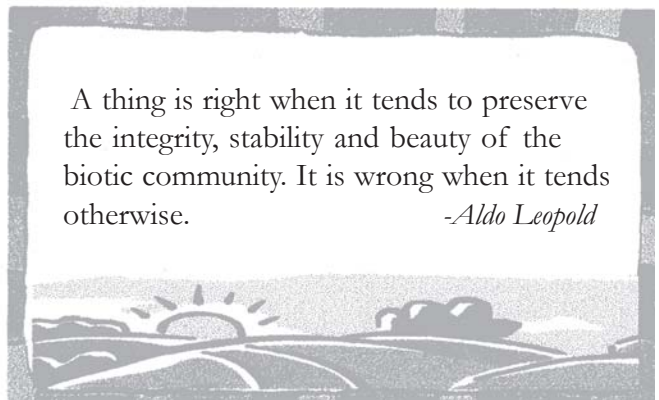 A thing is right when it tends to preserve
the integrity, stability and beauty of the
biotic community. It is wrong when it tends
otherwise. -Aldo Leopold